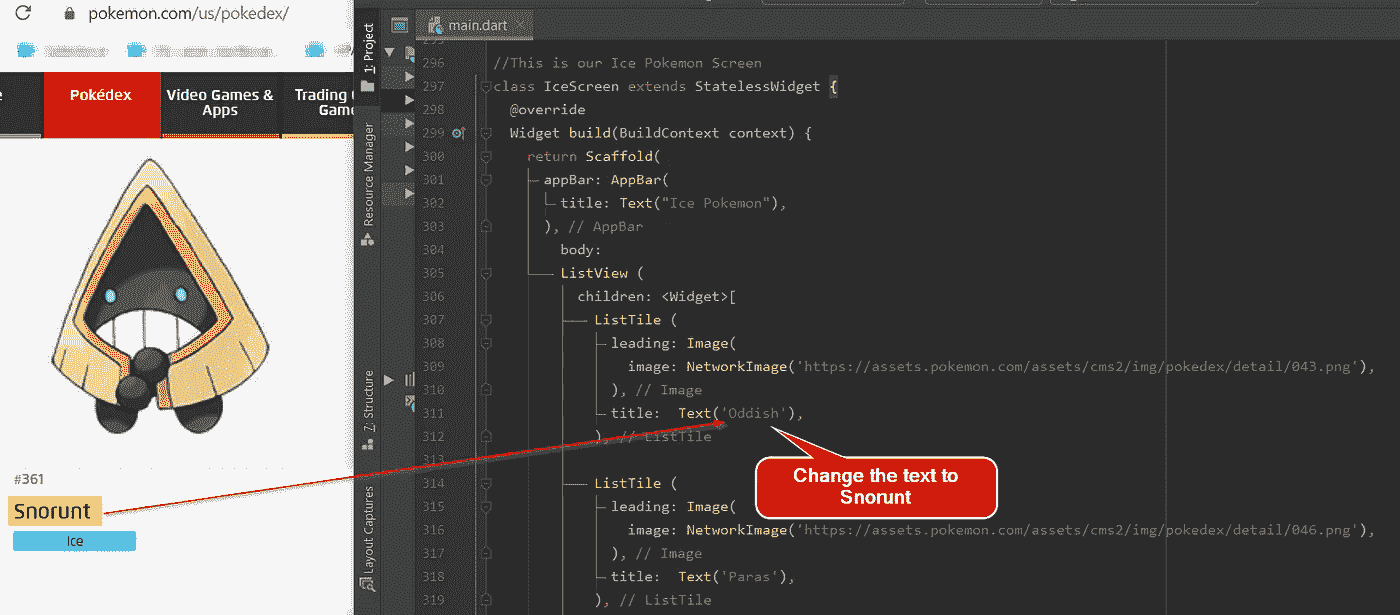 pokemon.com/us/pokedex/
Pokédex
Video Games &
Apps
Trading
Game
#361
Snorunt
Ice
1: Project
Resource Manager
7: Structure
Layout Captures
main.dart
296 //This is our Ice Pokemon Screen
297 class IceScreen extends StatelessWidget {
298 @override
299 Widget build(BuildContext context) {
300 return Scaffold(
301 appBar: AppBar(
302 title: Text("Ice Pokemon"),
303 ), // AppBar
304 body:
305 ListView (
306 children: <Widget>[
307 ListTile (
308 leading: Image(
309 image: NetworkImage('https://assets.pokemon.com/assets/cms2/img/pokedex/detail/043.png'),
310 ), // Image
311 title: Text('Oddish'),
312 ), // ListTile
313
314 ListTile (
315 leading: Image(
316 image: NetworkImage('https://assets.pokemon.com/assets/cms2/img/pokedex/detail/046.png'),
317 ), // Image
318 title: Text('Paras'),
319 ), // ListTile
Change the text to
Snorunt